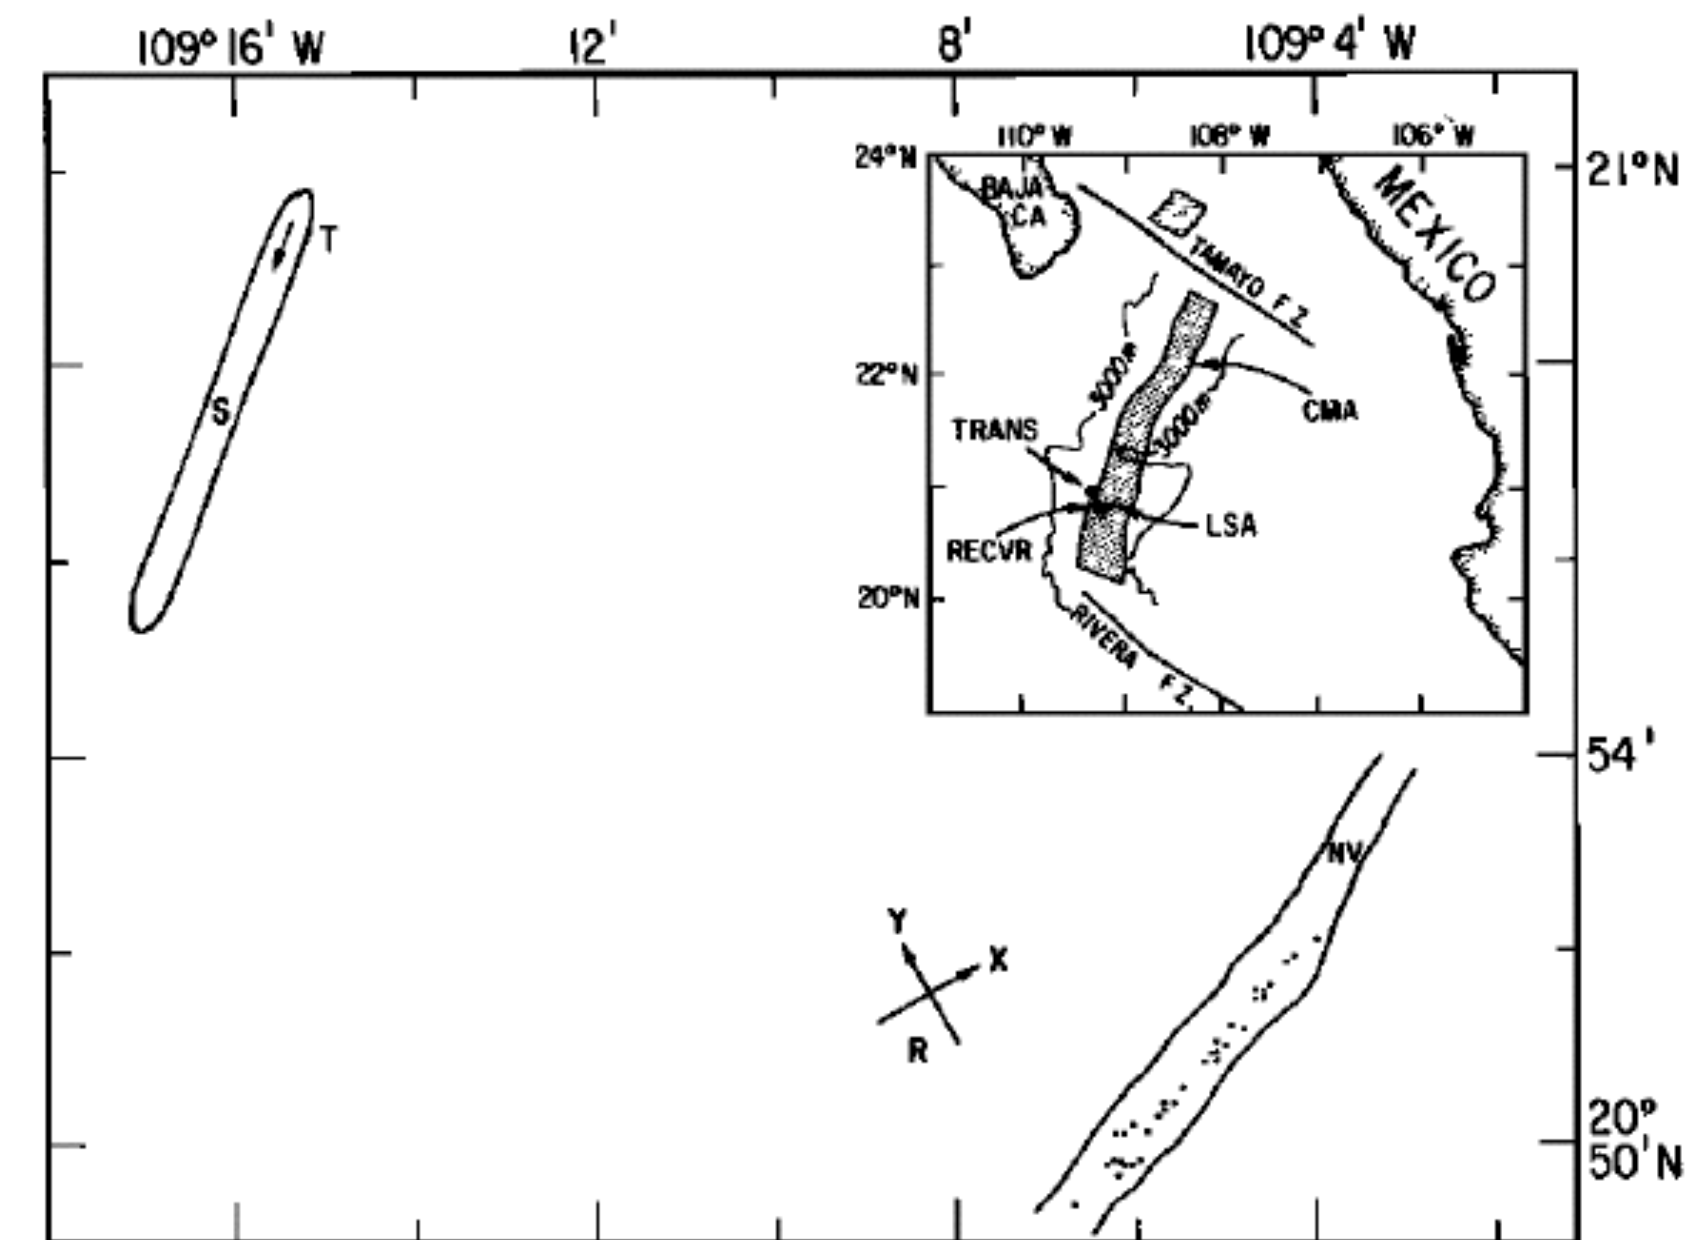 109° 16' W
12'
8'
109° 4' W
110° W
108° W
106° W
24°N
21°N
BAJA
CA
MEXICO
TAMAYO F Z.
T
3000m
22°N
S
CMA
3000m
TRANS
LSA
RECVR
20°N
RIVERA F Z.
54'
NV
Y
X
R
20°
50'N